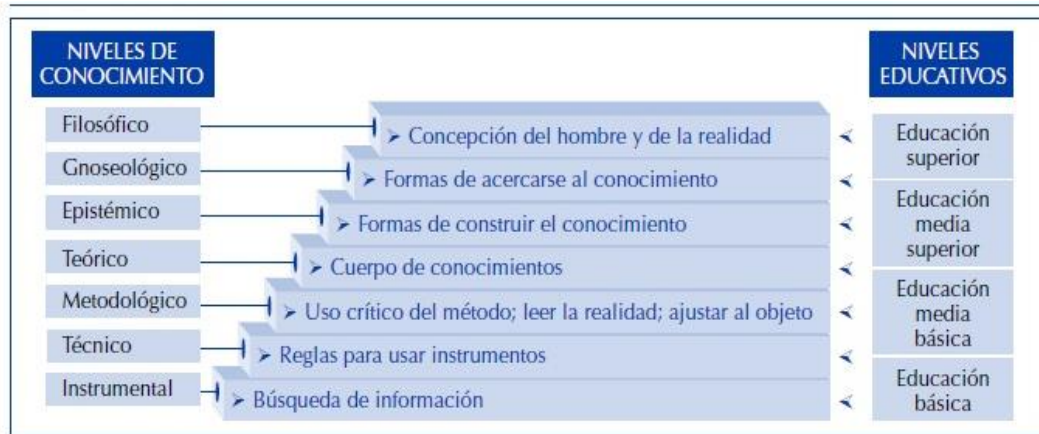 NIVELES DE
CONOCIMIENTO
NIVELES
EDUCATIVOS
Filosófico
➢ Concepción del hombre y de la realidad
Educación
superior
Gnoseológico
➢ Formas de acercarse al conocimiento
Epistémico
➢ Formas de construir el conocimiento
Educación
media
superior
Teórico
➢ Cuerpo de conocimientos
Metodológico
➢ Uso crítico del método; leer la realidad; ajustar al objeto
Educación
media
básica
Técnico
➢ Reglas para usar instrumentos
Instrumental
➢ Búsqueda de información
Educación
básica